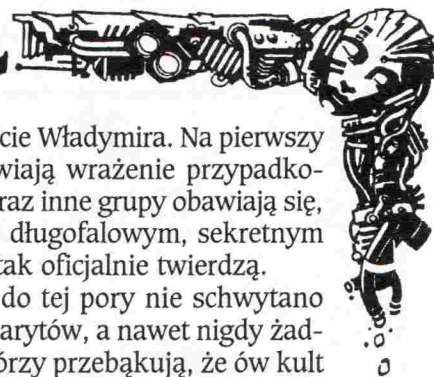 cie Władymira. Na pierwszy
wiają wrażenie przypadko-
raz inne grupy obawiają się,
długofalowym, sekretnym
tak oficjalnie twierdzą.
do tej pory nie schwytano
arytów, a nawet nigdy żad-
órzy przebąkują, że ów kult